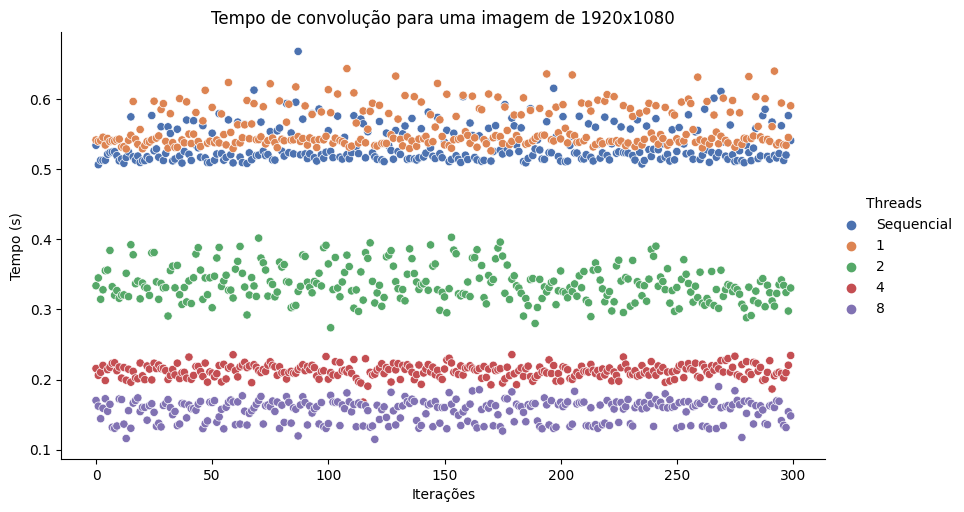 Tempo de convolução para uma imagem de 1920x1080
Tempo (s)
0.6
0.5
0.4
0.3
0.2
0.1
0 50 100 150 200 250 300
Iterações
Threads
Sequencial
1
2
4
8